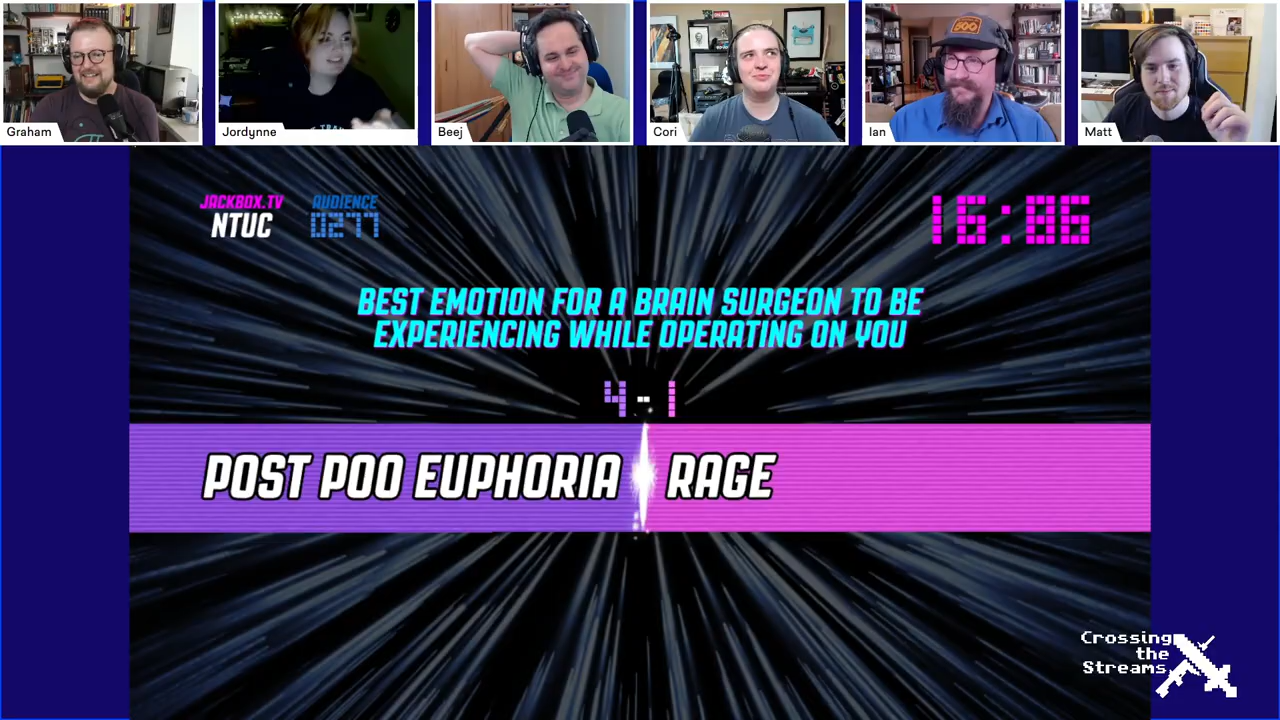 Graham
Jordynne
Beej
Cori
Ian
Matt
JACKBOX.TV
NTUC
AUDIENCE
0277
16:86
BEST EMOTION FOR A BRAIN SURGEON TO BE
EXPERIENCING WHILE OPERATING ON YOU
4-1
POST POO EUPHORIA
RAGE
Crossing
the
Streams